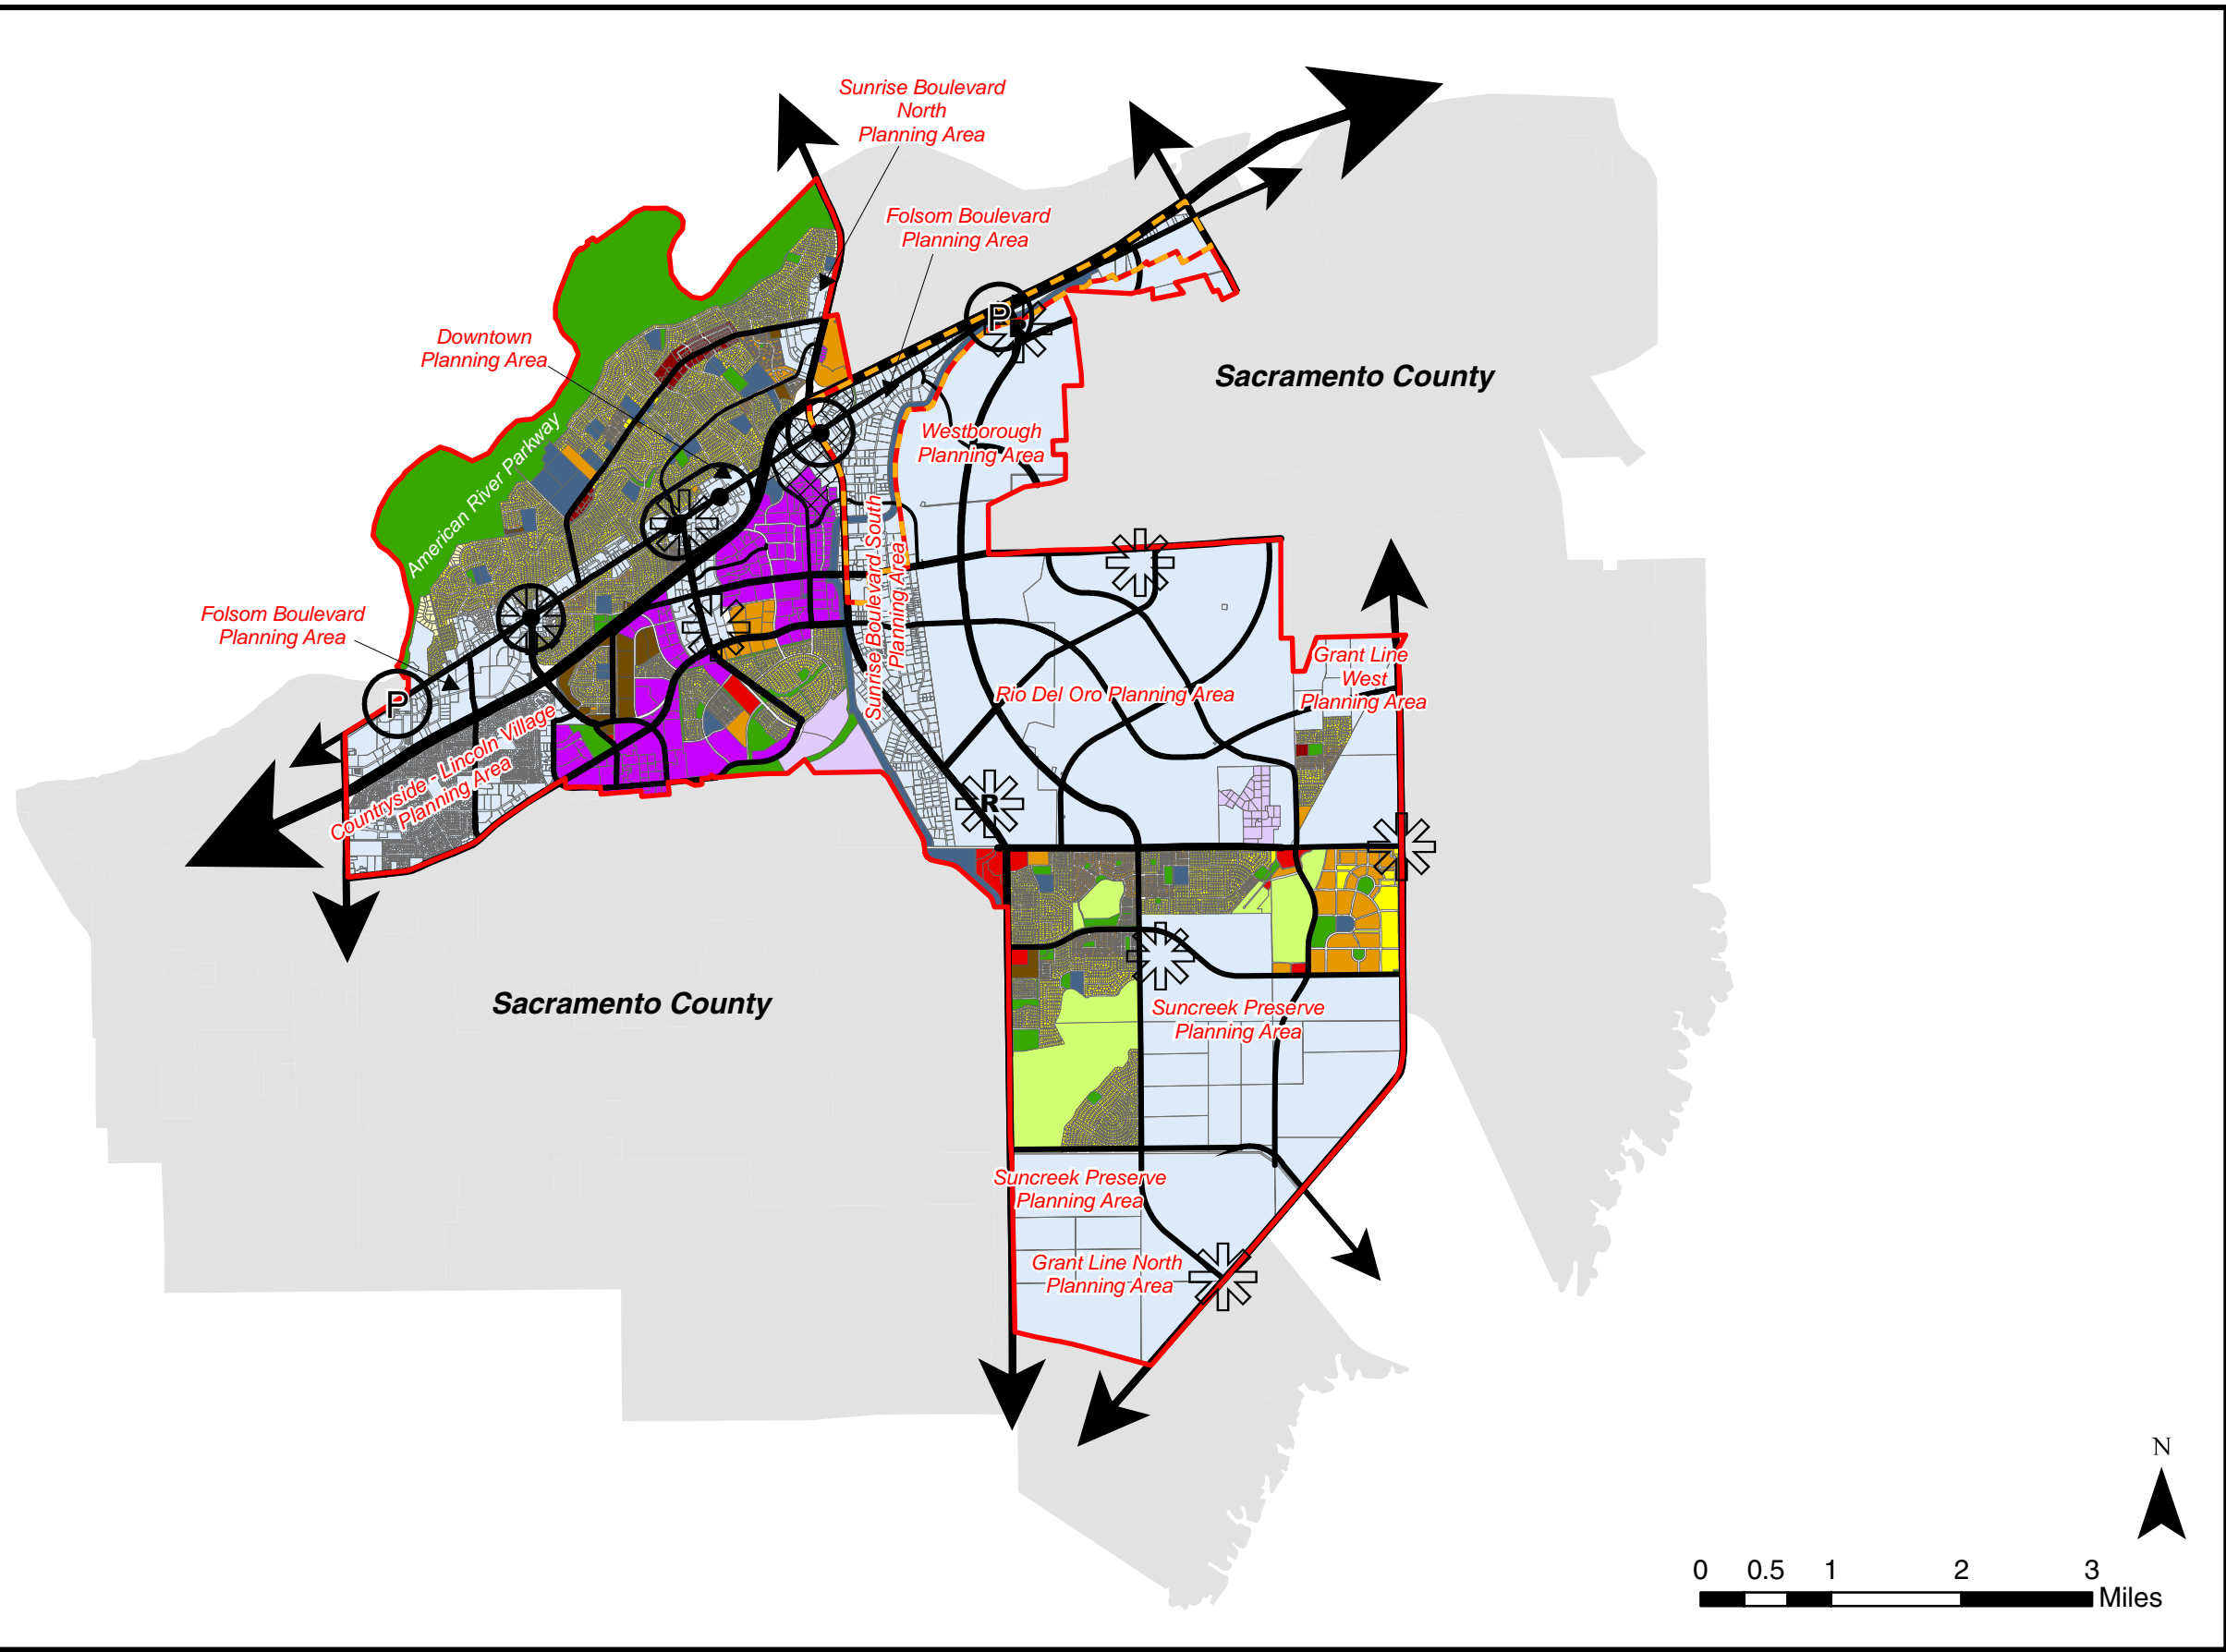 Sunrise Boulevard
North
Planning Area
Folsom Boulevard
Planning Area
Downtown
Planning Area
P
R
Sacramento County
Westborough
Planning Area
American River Parkway
Sunrise Boulevard South
Planning Area
Folsom Boulevard
Planning Area
P
Grant Line
West
Planning Area
Rio Del Oro Planning Area
Countryside - Lincoln Village
Planning Area
R
Sacramento County
Suncreek Preserve
Planning Area
Suncreek Preserve
Planning Area
Grant Line North
Planning Area
N
0 0.5 1 2 3
Miles